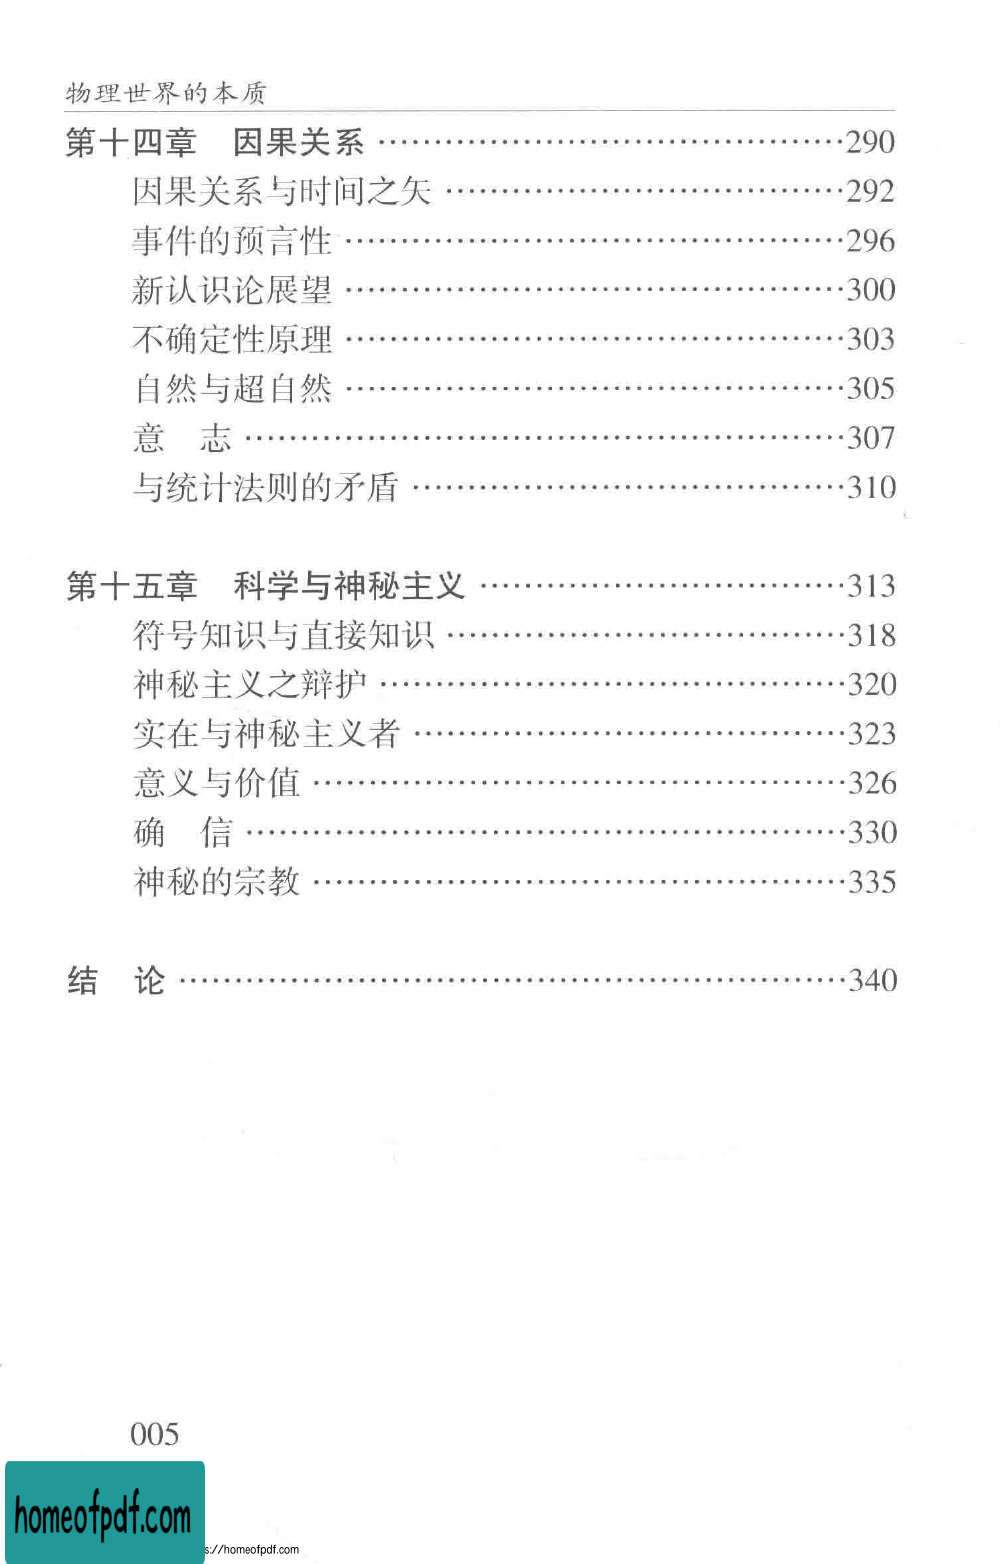 物理世界的本质
第十四章 因果关系 ……………………………………290
因果关系与时间之矢 ………………………………292
事件的预言性 ………………………………………296
新认识论展望 ………………………………………300
不确定性原理 ………………………………………303
自然与超自然 ………………………………………305
意 志 ………………………………………………307
与统计法则的矛盾 …………………………………310
第十五章 科学与神秘主义 ……………………………313
符号知识与直接知识 ………………………………318
神秘主义之辩护 ……………………………………320
实在与神秘主义者 …………………………………323
意义与价值 …………………………………………326
确 信 ………………………………………………330
神秘的宗教 …………………………………………335
结 论 ……………………………………………………340
005
homeofpdf.com
s://homeofpdf.com